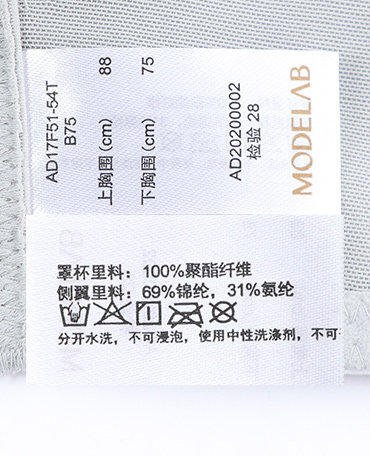 AD17F51-54T
B75
上胸围(cm) 88
下胸围(cm) 75
AD20200002
检验 28
MODELAB
罩杯里料：100%聚酯纤维
侧翼里料：69%锦纶，31%氨纶
分开水洗，不可浸泡，使用中性洗涤剂，不可